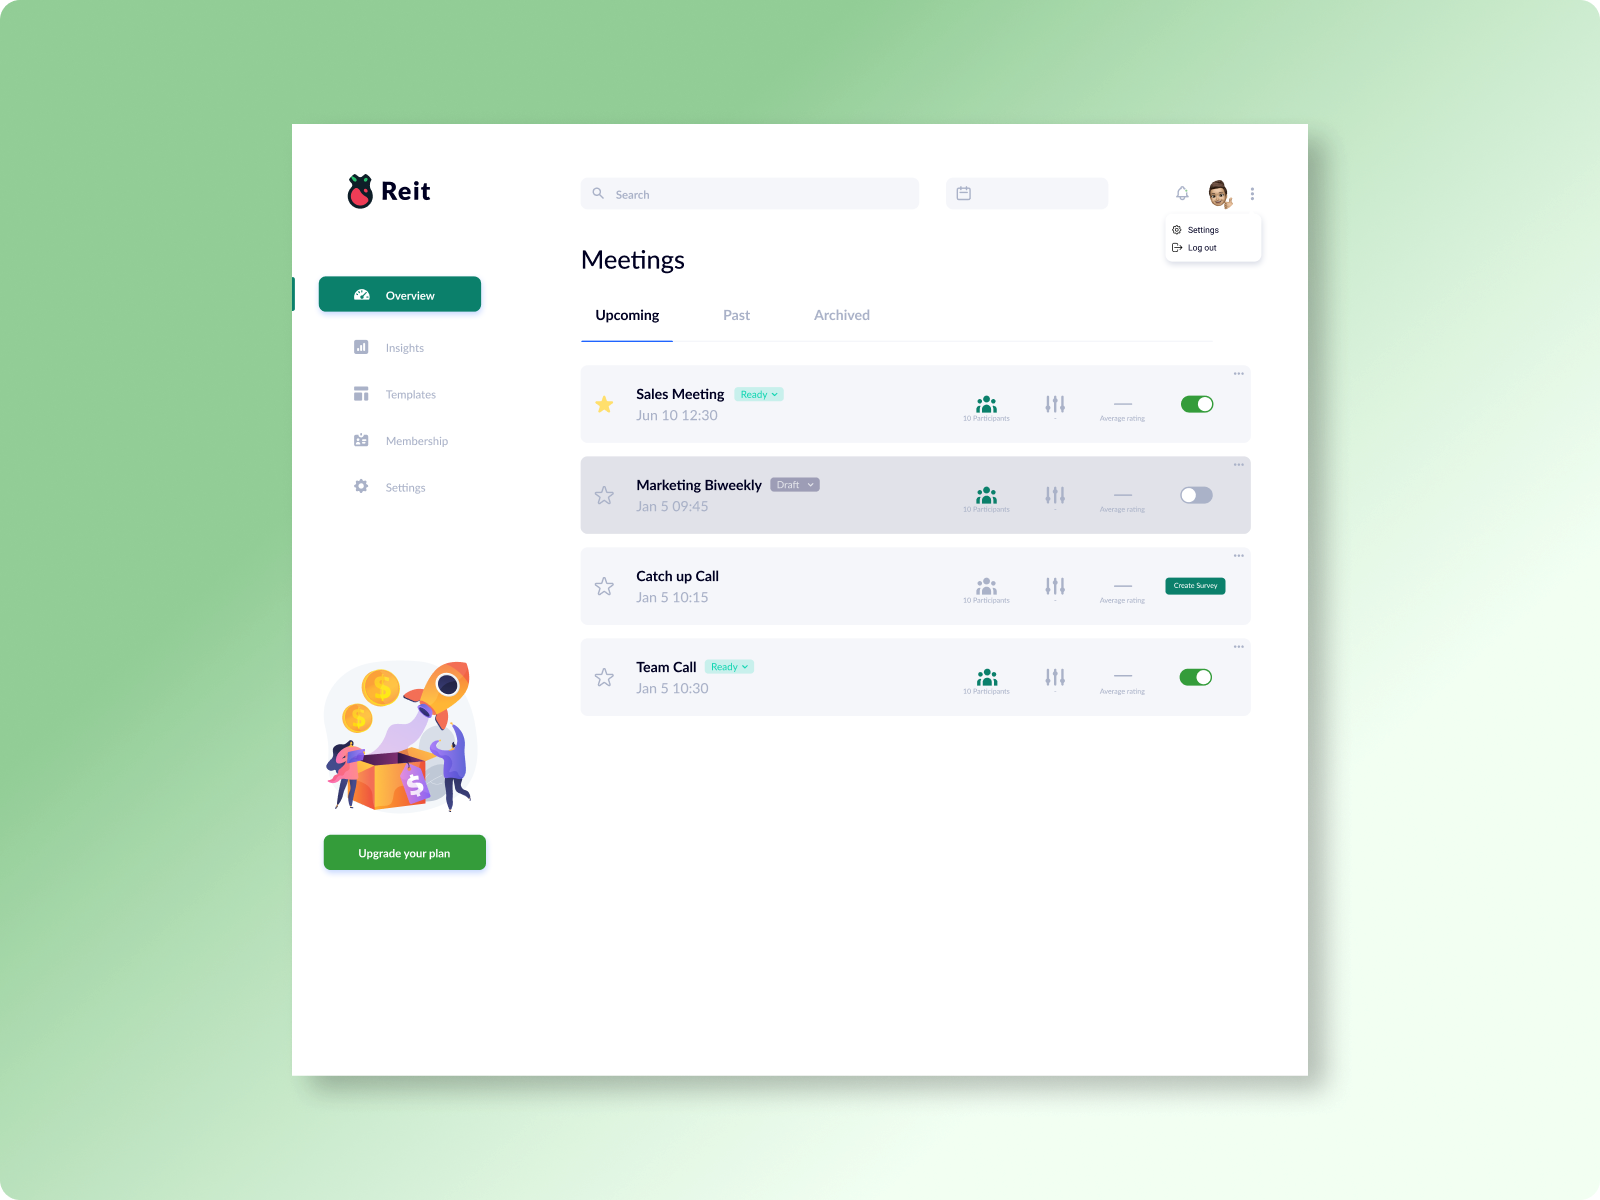 Reit
Search
Settings
Log out
Meetings
Overview
Insights
Templates
Membership
Settings
Upgrade your plan
Upcoming Past Archived
Sales Meeting Ready
Jun 10 12:30
10 Participants - Average rating
Marketing Biweekly Draft
Jan 5 09:45
10 Participants - Average rating
Catch up Call
Jan 5 10:15
10 Participants - Average rating
Create Survey
Team Call Ready
Jan 5 10:30
10 Participants - Average rating